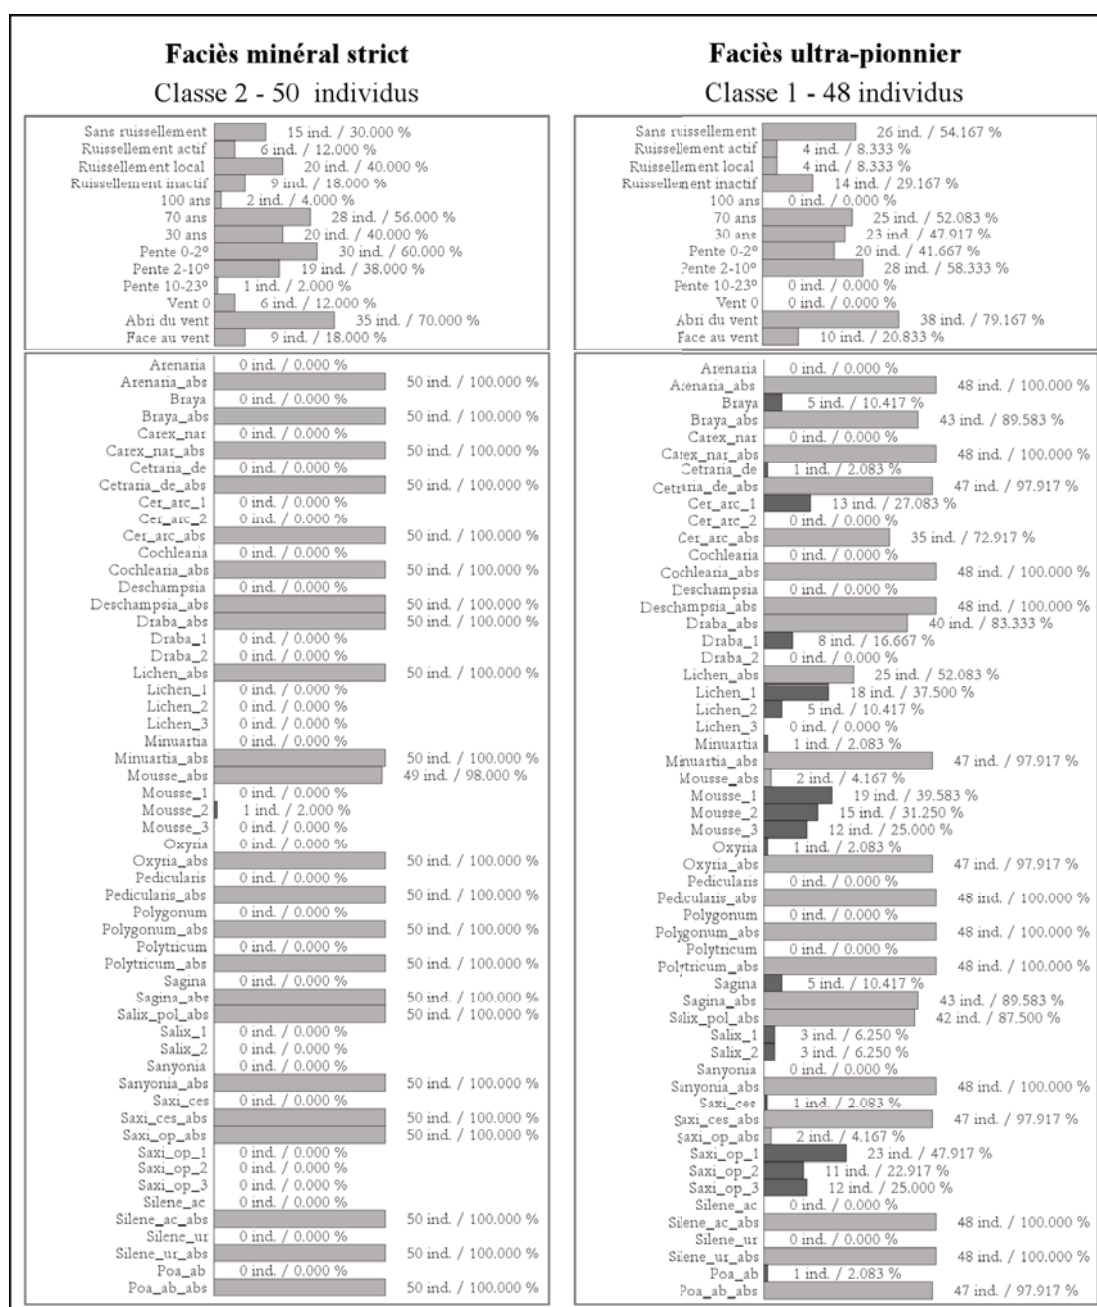 Faciès minéral strict
Classe 2 - 50 individus
Sans ruissellement 15 ind. / 30.000 %
Ruissellement actif 6 ind. / 12.000 %
Ruissellement local 20 ind. / 40.000 %
Ruissellement inactif 9 ind. / 18.000 %
100 ans 2 ind. / 4.000 %
70 ans 28 ind. / 56.000 %
30 ans 20 ind. / 40.000 %
Pente 0-2° 30 ind. / 60.000 %
Pente 2-10° 19 ind. / 38.000 %
Pente 10-23° 1 ind. / 2.000 %
Vent 0 6 ind. / 12.000 %
Abri du vent 35 ind. / 70.000 %
Face au vent 9 ind. / 18.000 %
Arenaria 0 ind. / 0.000 %
Arenaria_abs 50 ind. / 100.000 %
Braya 0 ind. / 0.000 %
Braya_abs 50 ind. / 100.000 %
Carex_nar 0 ind. / 0.000 %
Carex_nar_abs 50 ind. / 100.000 %
Cetraria_de 0 ind. / 0.000 %
Cetraria_de_abs 50 ind. / 100.000 %
Cer_arc_1 0 ind. / 0.000 %
Cer_arc_2 0 ind. / 0.000 %
Cer_arc_abs 50 ind. / 100.000 %
Cochlearia 0 ind. / 0.000 %
Cochlearia_abs 50 ind. / 100.000 %
Deschampsia 0 ind. / 0.000 %
Deschampsia_abs 50 ind. / 100.000 %
Draba_abs 50 ind. / 100.000 %
Draba_1 0 ind. / 0.000 %
Draba_2 0 ind. / 0.000 %
Lichen_abs 50 ind. / 100.000 %
Lichen_1 0 ind. / 0.000 %
Lichen_2 0 ind. / 0.000 %
Lichen_3 0 ind. / 0.000 %
Minuartia 0 ind. / 0.000 %
Minuartia_abs 50 ind. / 100.000 %
Mousse_abs 49 ind. / 98.000 %
Mousse_1 0 ind. / 0.000 %
Mousse_2 1 ind. / 2.000 %
Mousse_3 0 ind. / 0.000 %
Oxyria 0 ind. / 0.000 %
Oxyria_abs 50 ind. / 100.000 %
Pedicularis 0 ind. / 0.000 %
Pedicularis_abs 50 ind. / 100.000 %
Polygonum 0 ind. / 0.000 %
Polygonum_abs 50 ind. / 100.000 %
Polytricum 0 ind. / 0.000 %
Polytricum_abs 50 ind. / 100.000 %
Sagina 0 ind. / 0.000 %
Sagina_abs 50 ind. / 100.000 %
Salix_pol_abs 50 ind. / 100.000 %
Salix_1 0 ind. / 0.000 %
Salix_2 0 ind. / 0.000 %
Sanyonia 0 ind. / 0.000 %
Sanyonia_abs 50 ind. / 100.000 %
Saxi_ces 0 ind. / 0.000 %
Saxi_ces_abs 50 ind. / 100.000 %
Saxi_op_abs 50 ind. / 100.000 %
Saxi_op_1 0 ind. / 0.000 %
Saxi_op_2 0 ind. / 0.000 %
Saxi_op_3 0 ind. / 0.000 %
Silene_ac 0 ind. / 0.000 %
Silene_ac_abs 50 ind. / 100.000 %
Silene_ur 0 ind. / 0.000 %
Silene_ur_abs 50 ind. / 100.000 %
Poa_ab 0 ind. / 0.000 %
Poa_ab_abs 50 ind. / 100.000 %
Faciès ultra-pionnier
Classe 1 - 48 individus
Sans ruissellement 26 ind. / 54.167 %
Ruissellement actif 4 ind. / 8.333 %
Ruissellement local 4 ind. / 8.333 %
Ruissellement inactif 14 ind. / 29.167 %
100 ans 0 ind. / 0.000 %
70 ans 25 ind. / 52.083 %
30 ans 23 ind. / 47.917 %
Pente 0-2° 20 ind. / 41.667 %
Pente 2-10° 28 ind. / 58.333 %
Pente 10-23° 0 ind. / 0.000 %
Vent 0 0 ind. / 0.000 %
Abri du vent 38 ind. / 79.167 %
Face au vent 10 ind. / 20.833 %
Arenaria 0 ind. / 0.000 %
Arenaria_abs 48 ind. / 100.000 %
Braya 5 ind. / 10.417 %
Braya_abs 43 ind. / 89.583 %
Carex_nar 0 ind. / 0.000 %
Carex_nar_abs 48 ind. / 100.000 %
Cetraria_de 1 ind. / 2.083 %
Cetraria_de_abs 47 ind. / 97.917 %
Cer_arc_1 13 ind. / 27.083 %
Cer_arc_2 0 ind. / 0.000 %
Cer_arc_abs 35 ind. / 72.917 %
Cochlearia 0 ind. / 0.000 %
Cochlearia_abs 48 ind. / 100.000 %
Deschampsia 0 ind. / 0.000 %
Deschampsia_abs 48 ind. / 100.000 %
Draba_abs 40 ind. / 83.333 %
Draba_1 8 ind. / 16.667 %
Draba_2 0 ind. / 0.000 %
Lichen_abs 25 ind. / 52.083 %
Lichen_1 18 ind. / 37.500 %
Lichen_2 5 ind. / 10.417 %
Lichen_3 0 ind. / 0.000 %
Minuartia 1 ind. / 2.083 %
Minuartia_abs 47 ind. / 97.917 %
Mousse_abs 2 ind. / 4.167 %
Mousse_1 19 ind. / 39.583 %
Mousse_2 15 ind. / 31.250 %
Mousse_3 12 ind. / 25.000 %
Oxyria 1 ind. / 2.083 %
Oxyria_abs 47 ind. / 97.917 %
Pedicularis 0 ind. / 0.000 %
Pedicularis_abs 48 ind. / 100.000 %
Polygonum 0 ind. / 0.000 %
Polygonum_abs 48 ind. / 100.000 %
Polytricum 0 ind. / 0.000 %
Polytricum_abs 48 ind. / 100.000 %
Sagina 5 ind. / 10.417 %
Sagina_abs 43 ind. / 89.583 %
Salix_pol_abs 42 ind. / 87.500 %
Salix_1 3 ind. / 6.250 %
Salix_2 3 ind. / 6.250 %
Sanyonia 0 ind. / 0.000 %
Sanyonia_abs 48 ind. / 100.000 %
Saxi_ces 1 ind. / 2.083 %
Saxi_ces_abs 47 ind. / 97.917 %
Saxi_op_abs 2 ind. / 4.167 %
Saxi_op_1 23 ind. / 47.917 %
Saxi_op_2 11 ind. / 22.917 %
Saxi_op_3 12 ind. / 25.000 %
Silene_ac 0 ind. / 0.000 %
Silene_ac_abs 48 ind. / 100.000 %
Silene_ur 0 ind. / 0.000 %
Silene_ur_abs 48 ind. / 100.000 %
Poa_ab 1 ind. / 2.083 %
Poa_ab_abs 47 ind. / 97.917 %